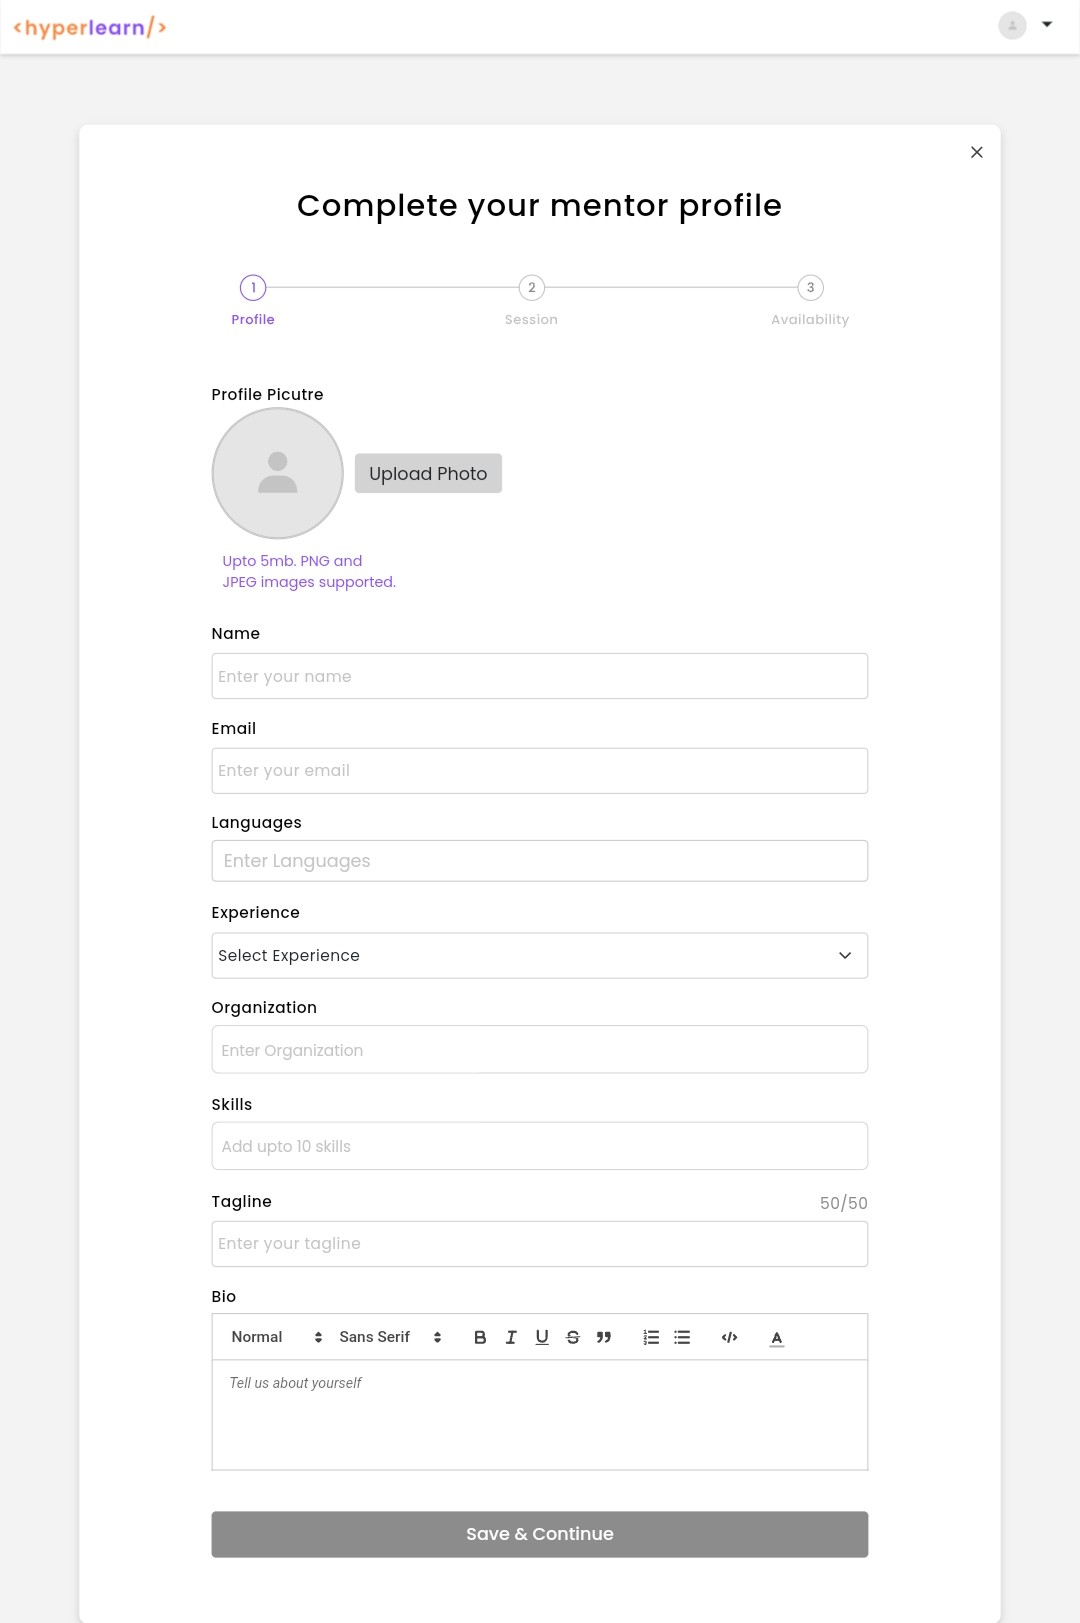 <hyperlearn/>
Complete your mentor profile
1 2 3
Profile Session Availability
Profile Picutre
Upload Photo
Upto 5mb. PNG and
JPEG images supported.
Name
Enter your name
Email
Enter your email
Languages
Enter Languages
Experience
Select Experience
Organization
Enter Organization
Skills
Add upto 10 skills
Tagline 50/50
Enter your tagline
Bio
Normal Sans Serif B I U S A
Tell us about yourself
Save & Continue